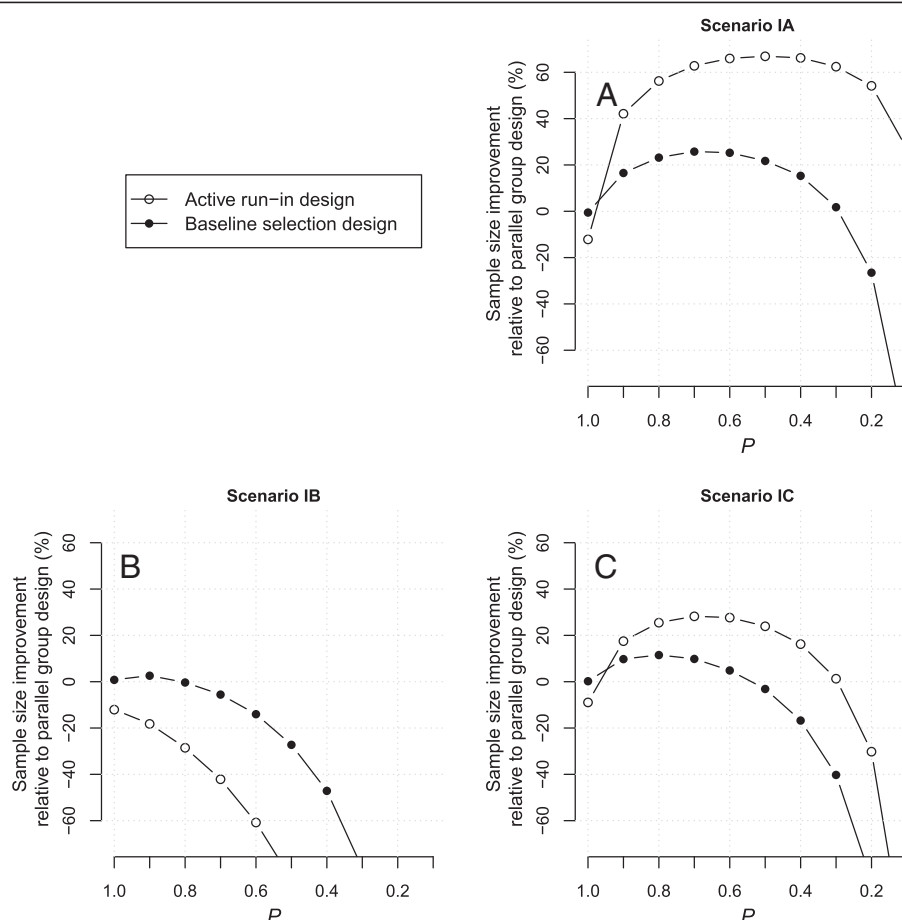 Scenario IA
A
Sample size improvement
relative to parallel group design (%)
60
40
20
0
−20
−40
−60
1.0
0.8
0.6
0.4
0.2
P
Active run−in design
Baseline selection design
Scenario IB
B
Sample size improvement
relative to parallel group design (%)
60
40
20
0
−20
−40
−60
1.0
0.8
0.6
0.4
0.2
P
Scenario IC
C
Sample size improvement
relative to parallel group design (%)
60
40
20
0
−20
−40
−60
1.0
0.8
0.6
0.4
0.2
P